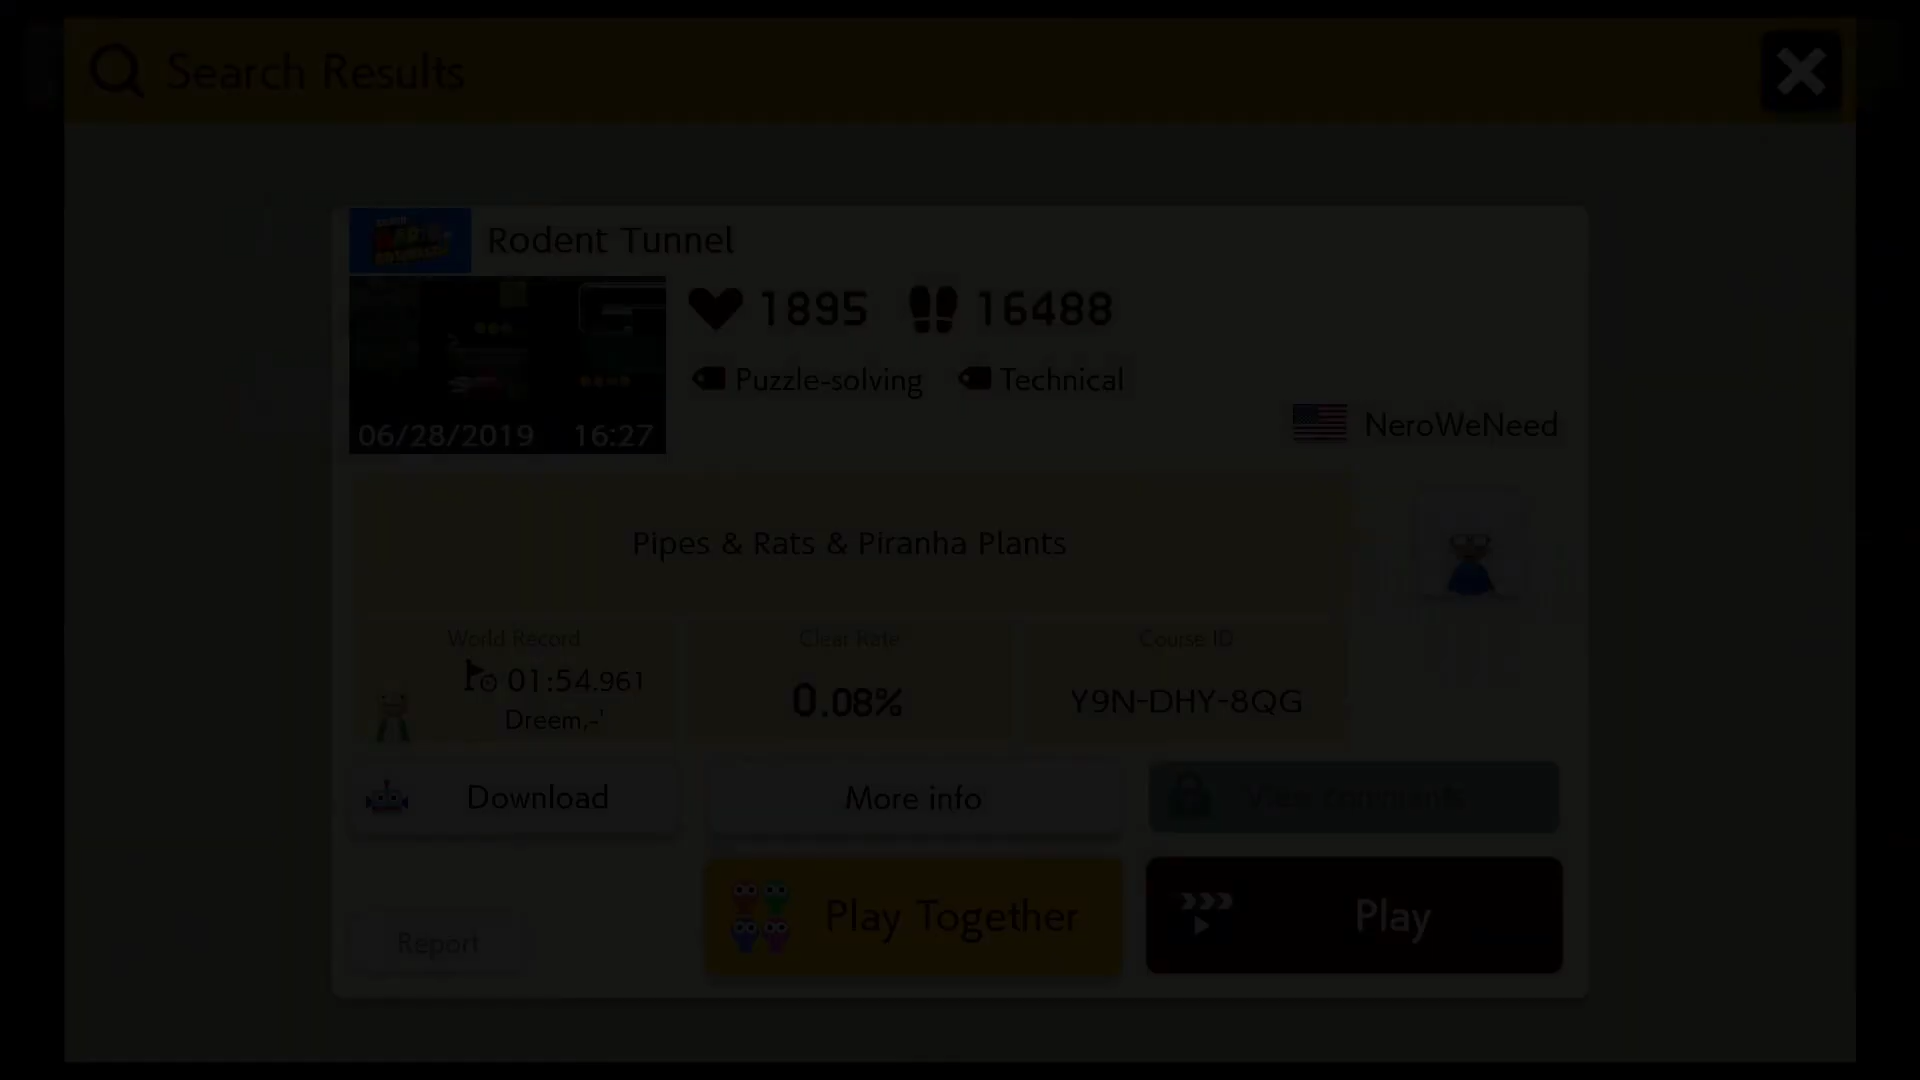 Search Results
Rodent Tunnel
1895 16488
Puzzle-solving Technical
06/28/2019 16:27
NeroWeNeed
Pipes & Rats & Piranha Plants
World Record Clear Rate Course ID
01:54.961 0.08% Y9N-DHY-8QG
Dreem,-'
Download More info View comments
Report Play Together Play